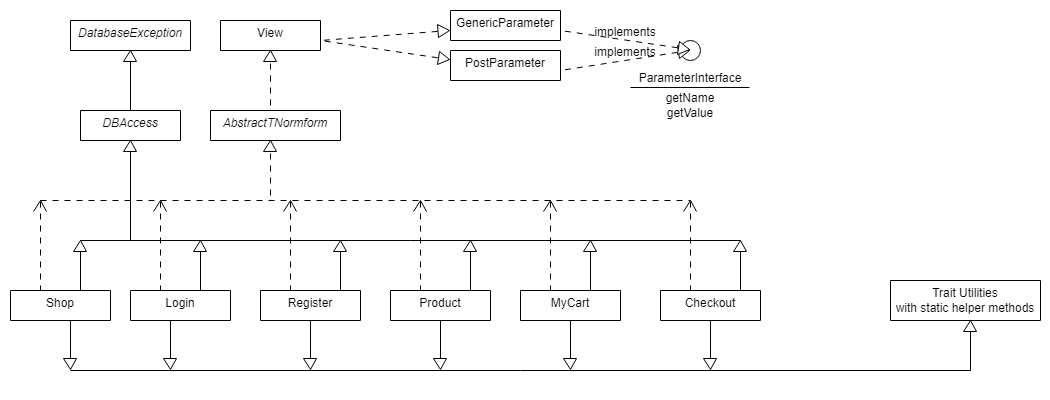 DatabaseException
View
GenericParameter
implements
PostParameter
implements
ParameterInterface
getName
getValue
DBAccess
AbstractTNormform
Shop
Login
Register
Product
MyCart
Checkout
Trait Utilities
with static helper methods